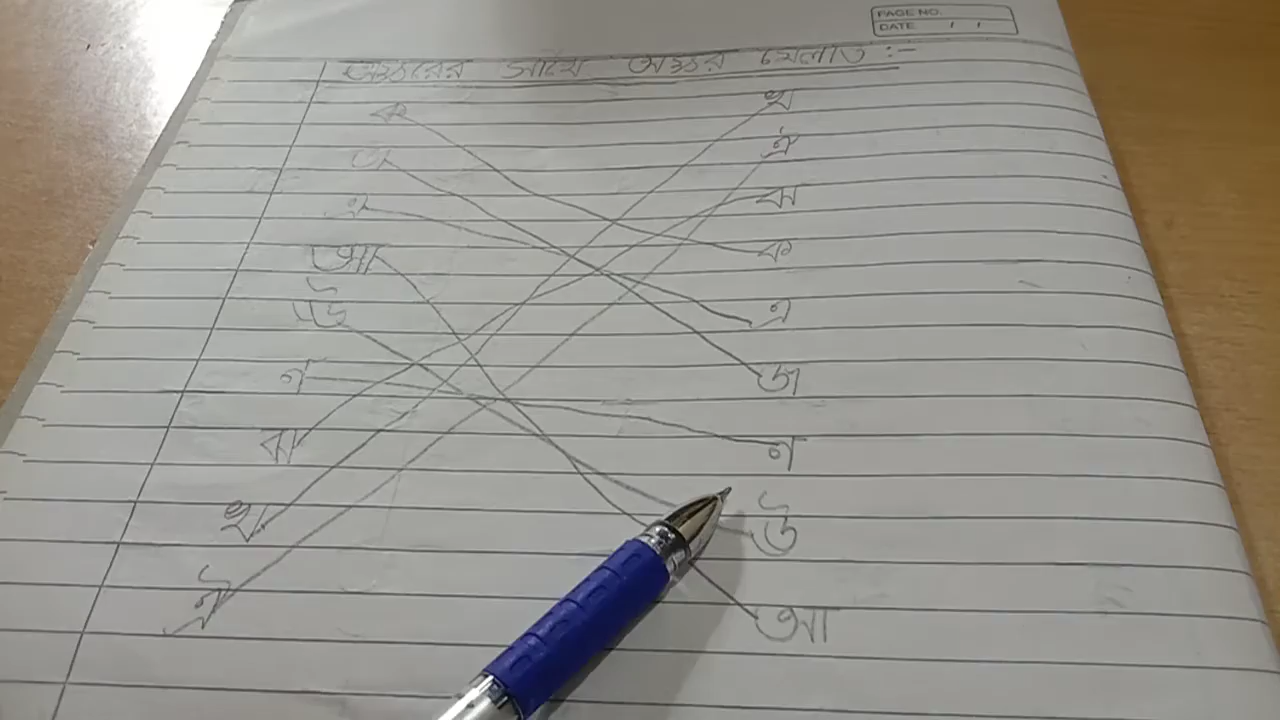 PAGE NO.
DATE
অক্ষরের সাথে অক্ষর মেলাও :-
ক খ
অ ঐ
এ ঝ
আ ক
উ এ
গ অ
ঝ গ
খ উ
ঐ আ